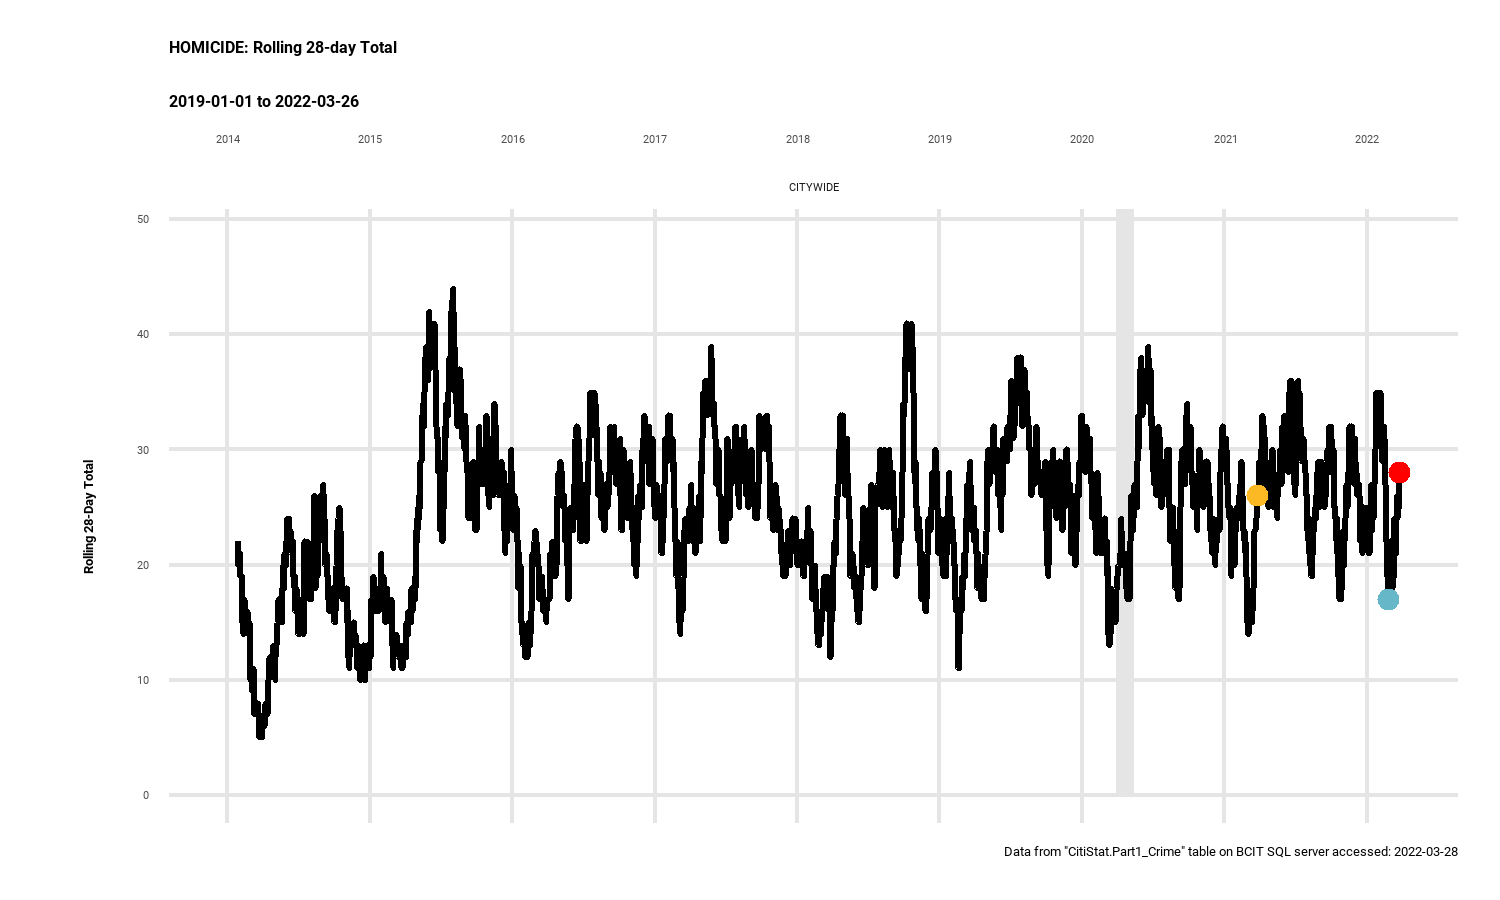 HOMICIDE: Rolling 28-day Total
2019-01-01 to 2022-03-26
2014 2015 2016 2017 2018 2019 2020 2021 2022
CITYWIDE
50
40
30
20
10
0
Rolling 28-Day Total
Data from "CitiStat.Part1_Crime" table on BCIT SQL server accessed: 2022-03-28